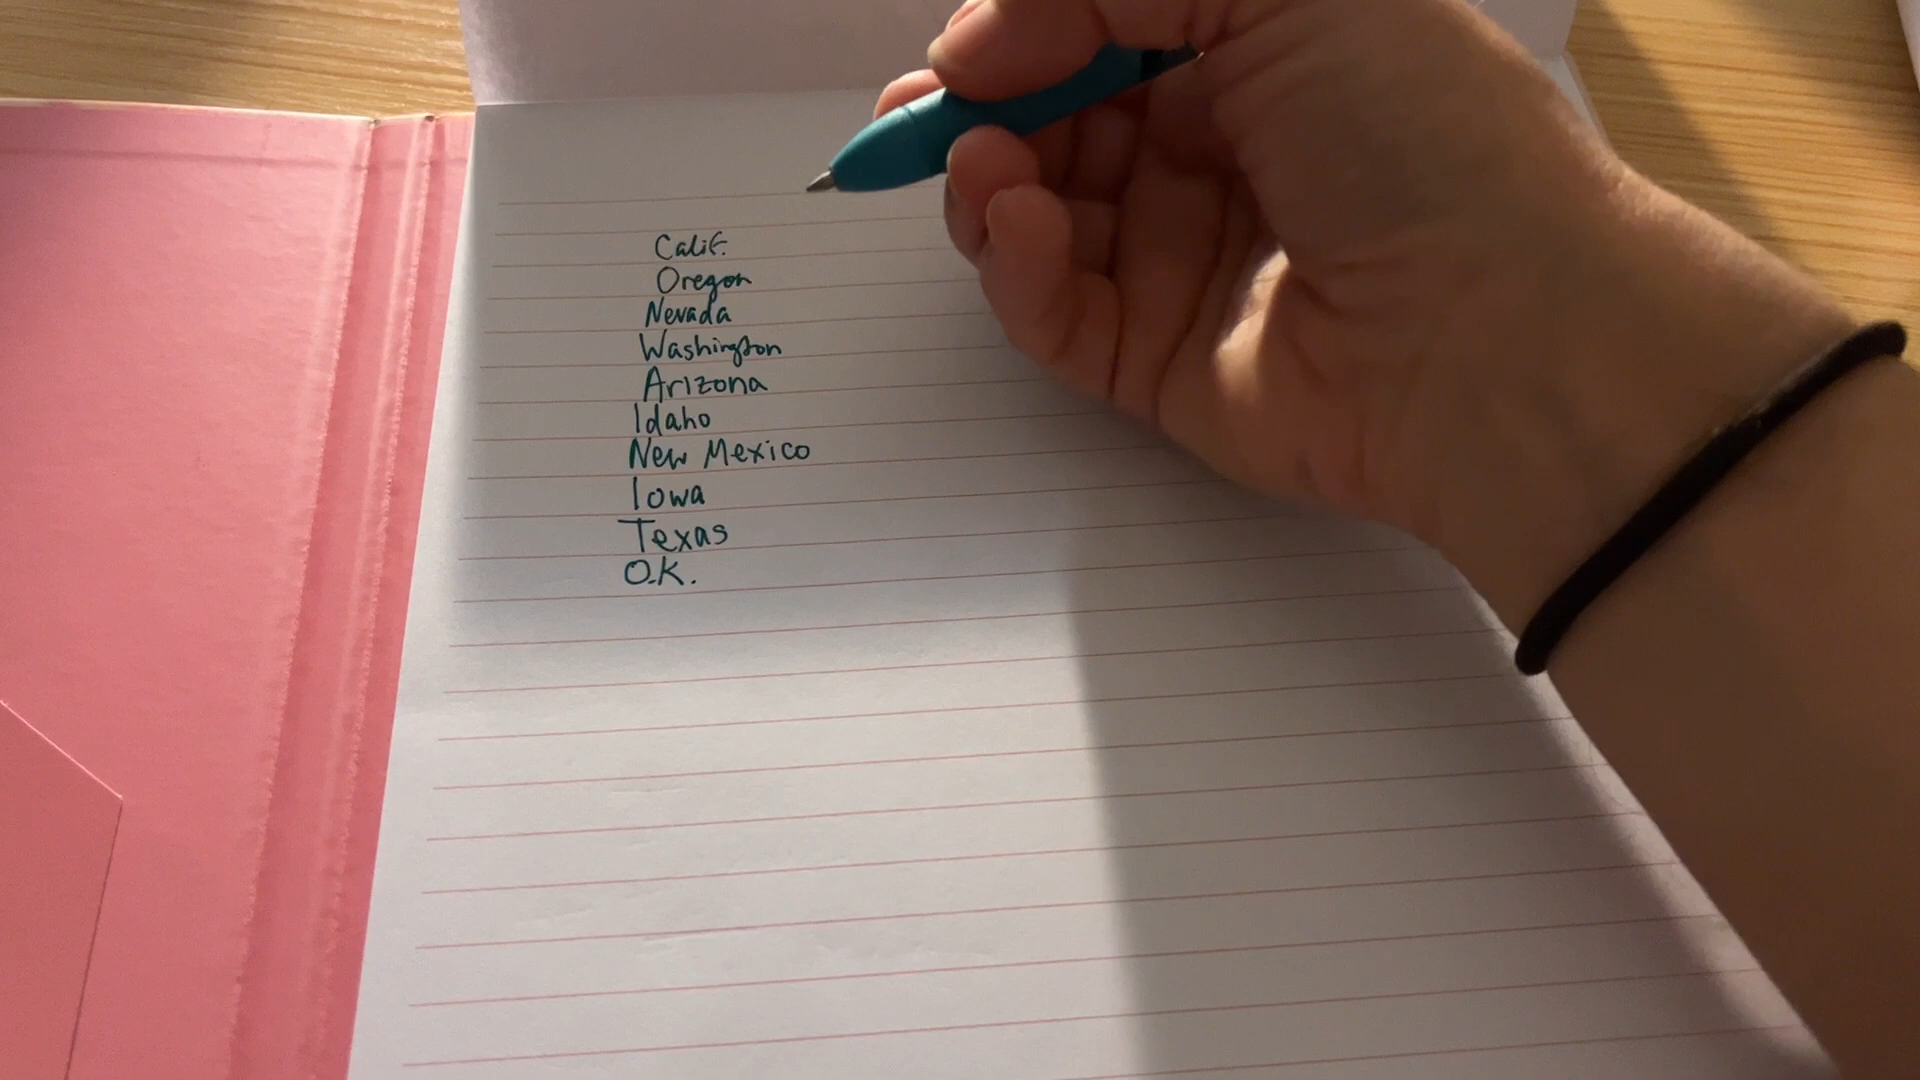 Calif.
Oregon
Nevada
Washington
Arizona
Idaho
New Mexico
Iowa
Texas
O.K.